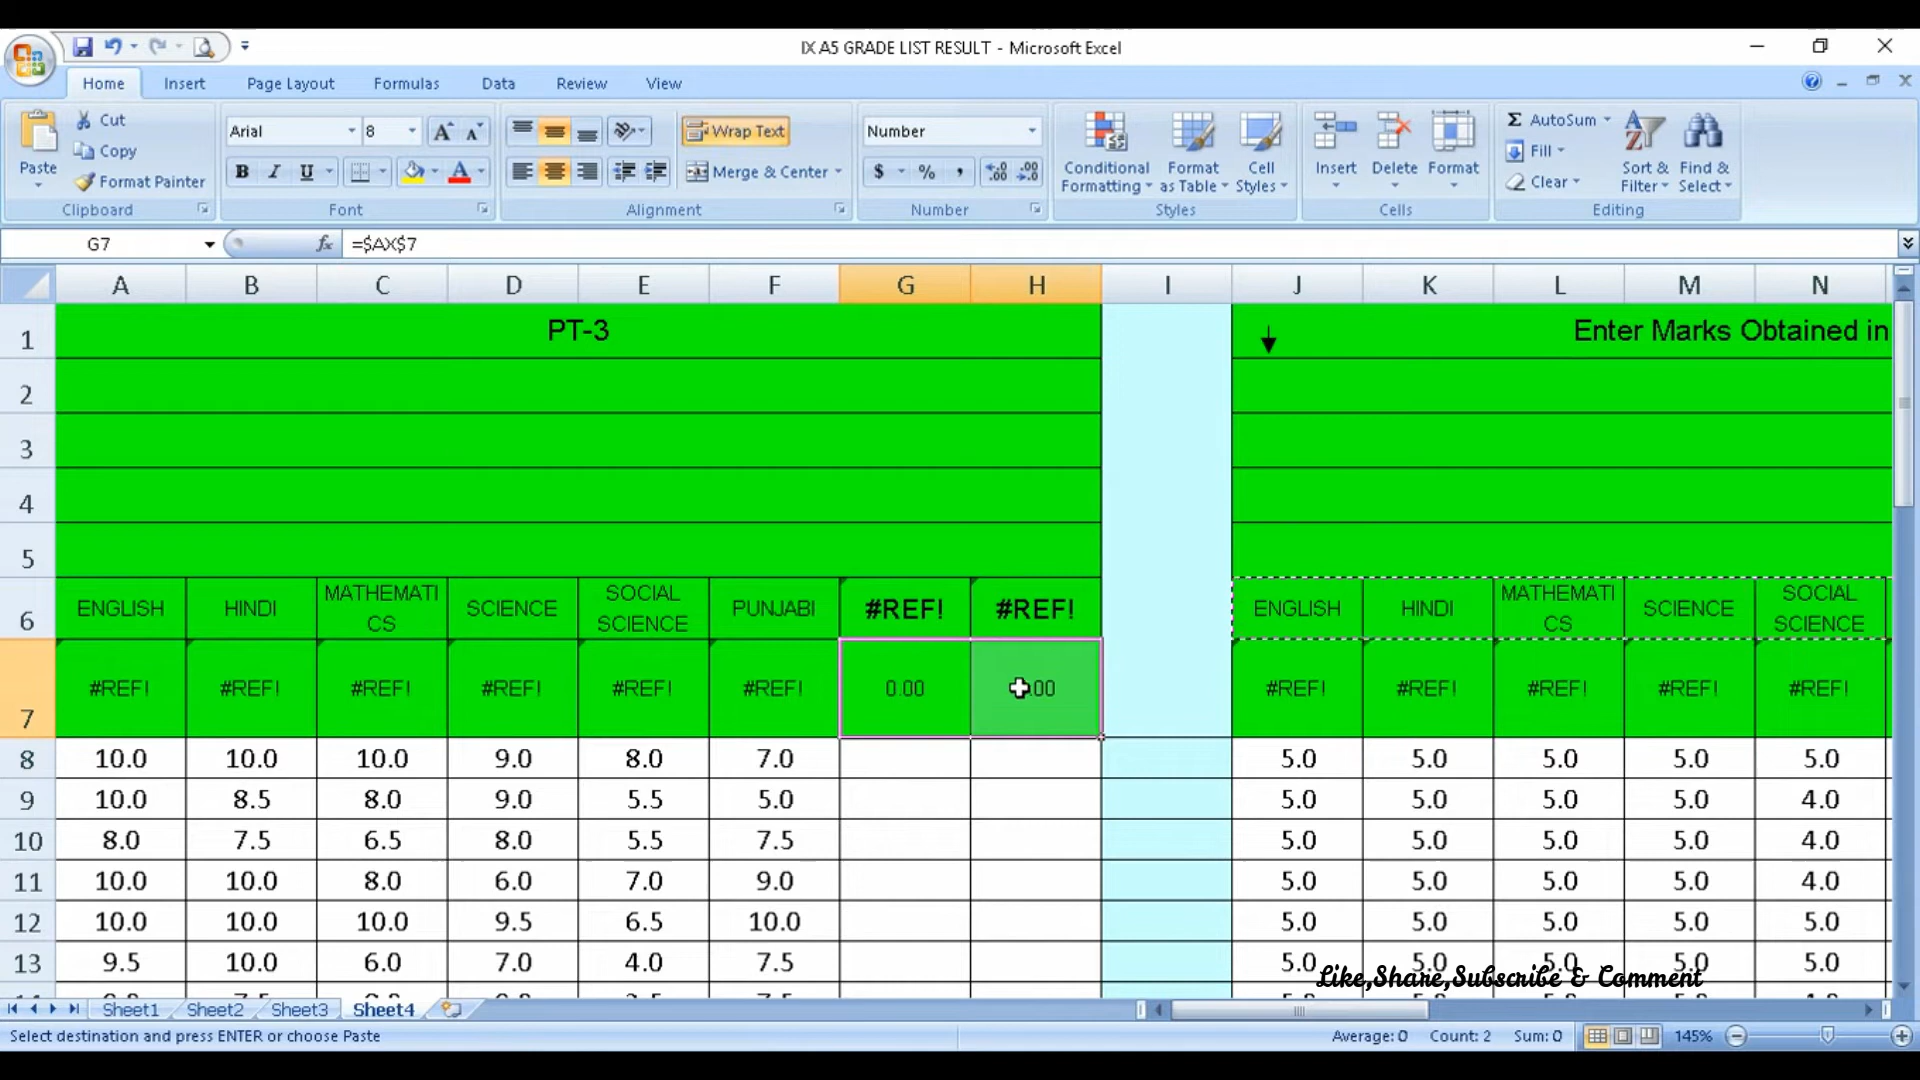 IX A5 GRADE LIST RESULT - Microsoft Excel
Home Insert Page Layout Formulas Data Review View
Paste Cut Copy Format Painter Clipboard
Arial 8 B I U Font
Wrap Text Merge & Center Alignment
Number $ % , Number
Conditional Formatting Format as Table Cell Styles Styles
Insert Delete Format Cells
Σ AutoSum Fill Clear Sort & Filter Find & Select Editing
G7 fx =$AX$7
A B C D E F G H I J K L M N
1 PT-3 Enter Marks Obtained in
2
3
4
5
6 ENGLISH HINDI MATHEMATI CS SCIENCE SOCIAL SCIENCE PUNJABI #REF! #REF! ENGLISH HINDI MATHEMATI CS SCIENCE SOCIAL SCIENCE
7 #REF! #REF! #REF! #REF! #REF! #REF! 0.00 .00 #REF! #REF! #REF! #REF! #REF!
8 10.0 10.0 10.0 9.0 8.0 7.0 5.0 5.0 5.0 5.0 5.0
9 10.0 8.5 8.0 9.0 5.5 5.0 5.0 5.0 5.0 5.0 4.0
10 8.0 7.5 6.5 8.0 5.5 7.5 5.0 5.0 5.0 5.0 4.0
11 10.0 10.0 8.0 6.0 7.0 9.0 5.0 5.0 5.0 5.0 4.0
12 10.0 10.0 10.0 9.5 6.5 10.0 5.0 5.0 5.0 5.0 5.0
13 9.5 10.0 6.0 7.0 4.0 7.5 5.0 5.0 5.0 5.0 5.0
Like,Share,Subscribe & Comment
Sheet1 Sheet2 Sheet3 Sheet4
Select destination and press ENTER or choose Paste Average: 0 Count: 2 Sum: 0 145%